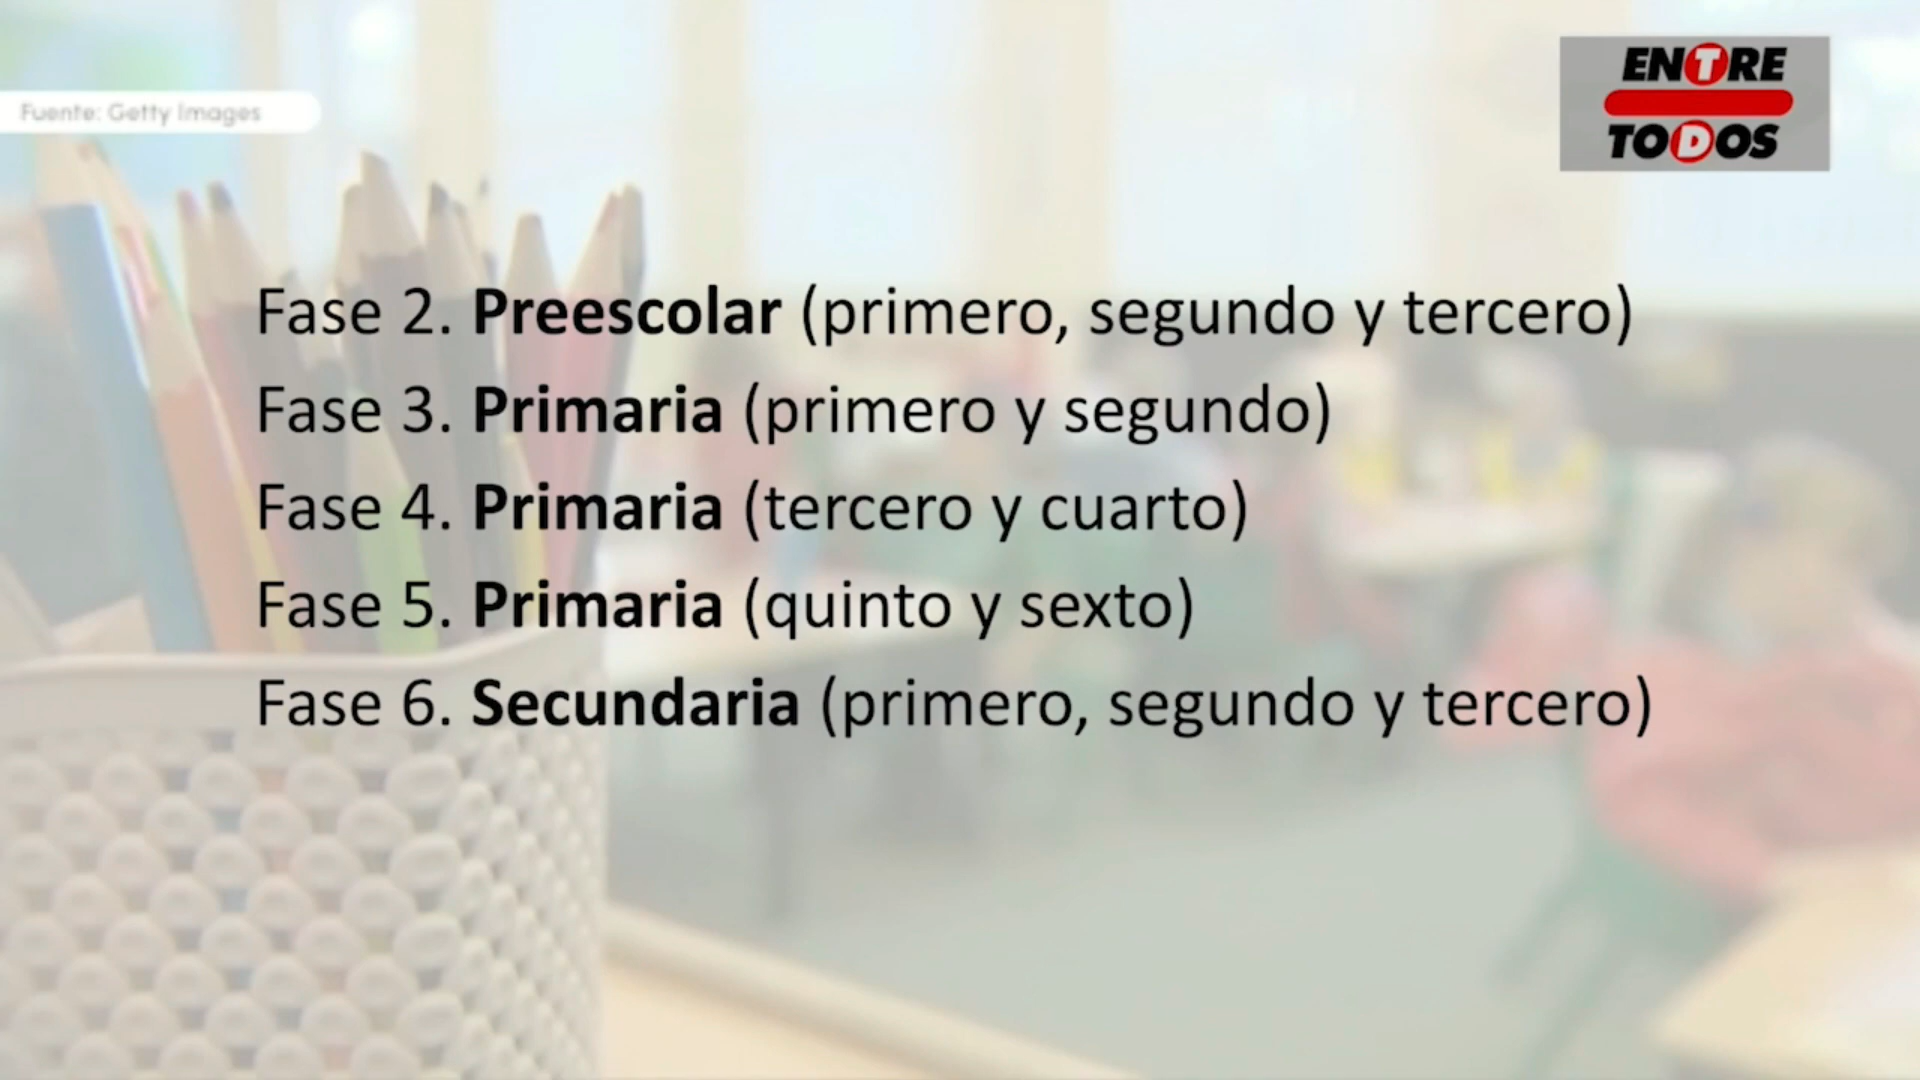 ENTRE
TODOS
Fuente: Getty Images
Fase 2. Preescolar (primero, segundo y tercero)
Fase 3. Primaria (primero y segundo)
Fase 4. Primaria (tercero y cuarto)
Fase 5. Primaria (quinto y sexto)
Fase 6. Secundaria (primero, segundo y tercero)